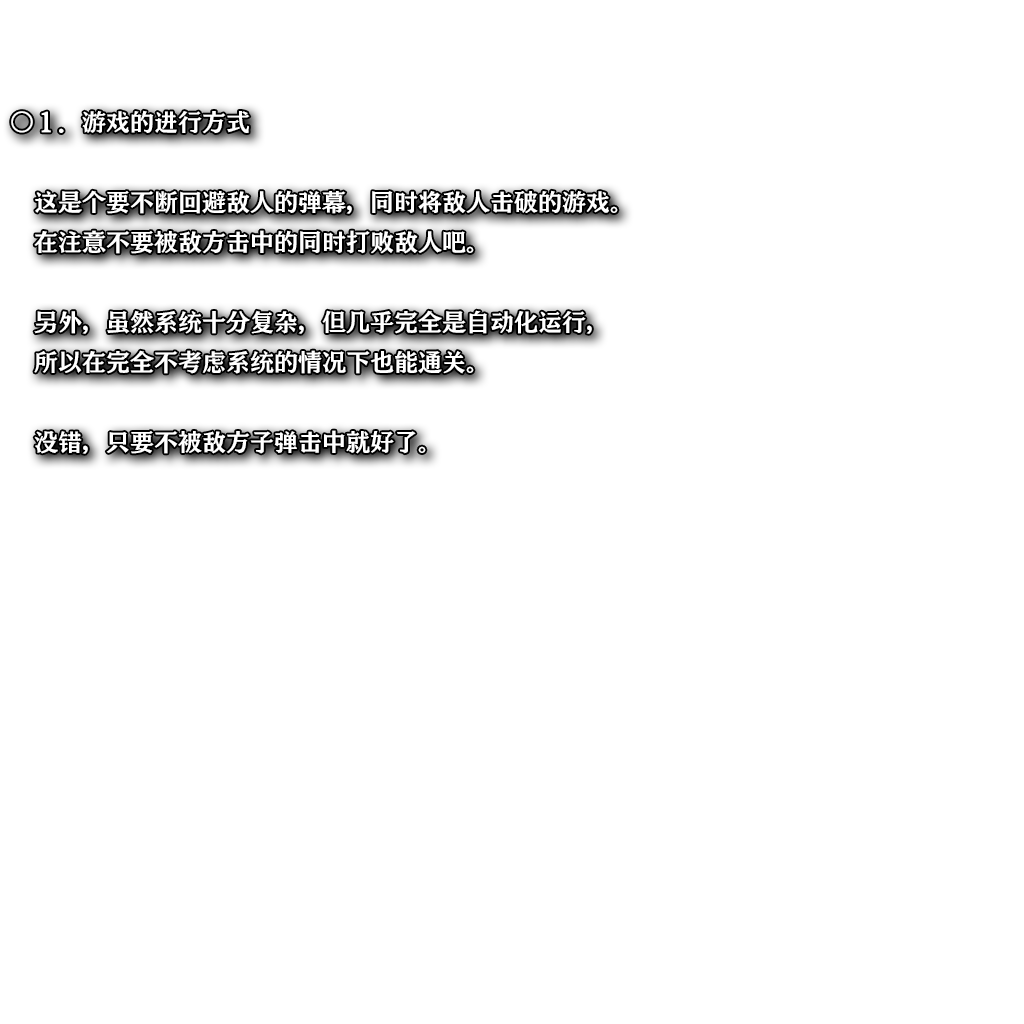 ◎1．游戏的进行方式
这是个要不断回避敌人的弹幕，同时将敌人击破的游戏。
在注意不要被敌方击中的同时打败敌人吧。
另外，虽然系统十分复杂，但几乎完全是自动化运行，
所以在完全不考虑系统的情况下也能通关。
没错，只要不被敌方子弹击中就好了。